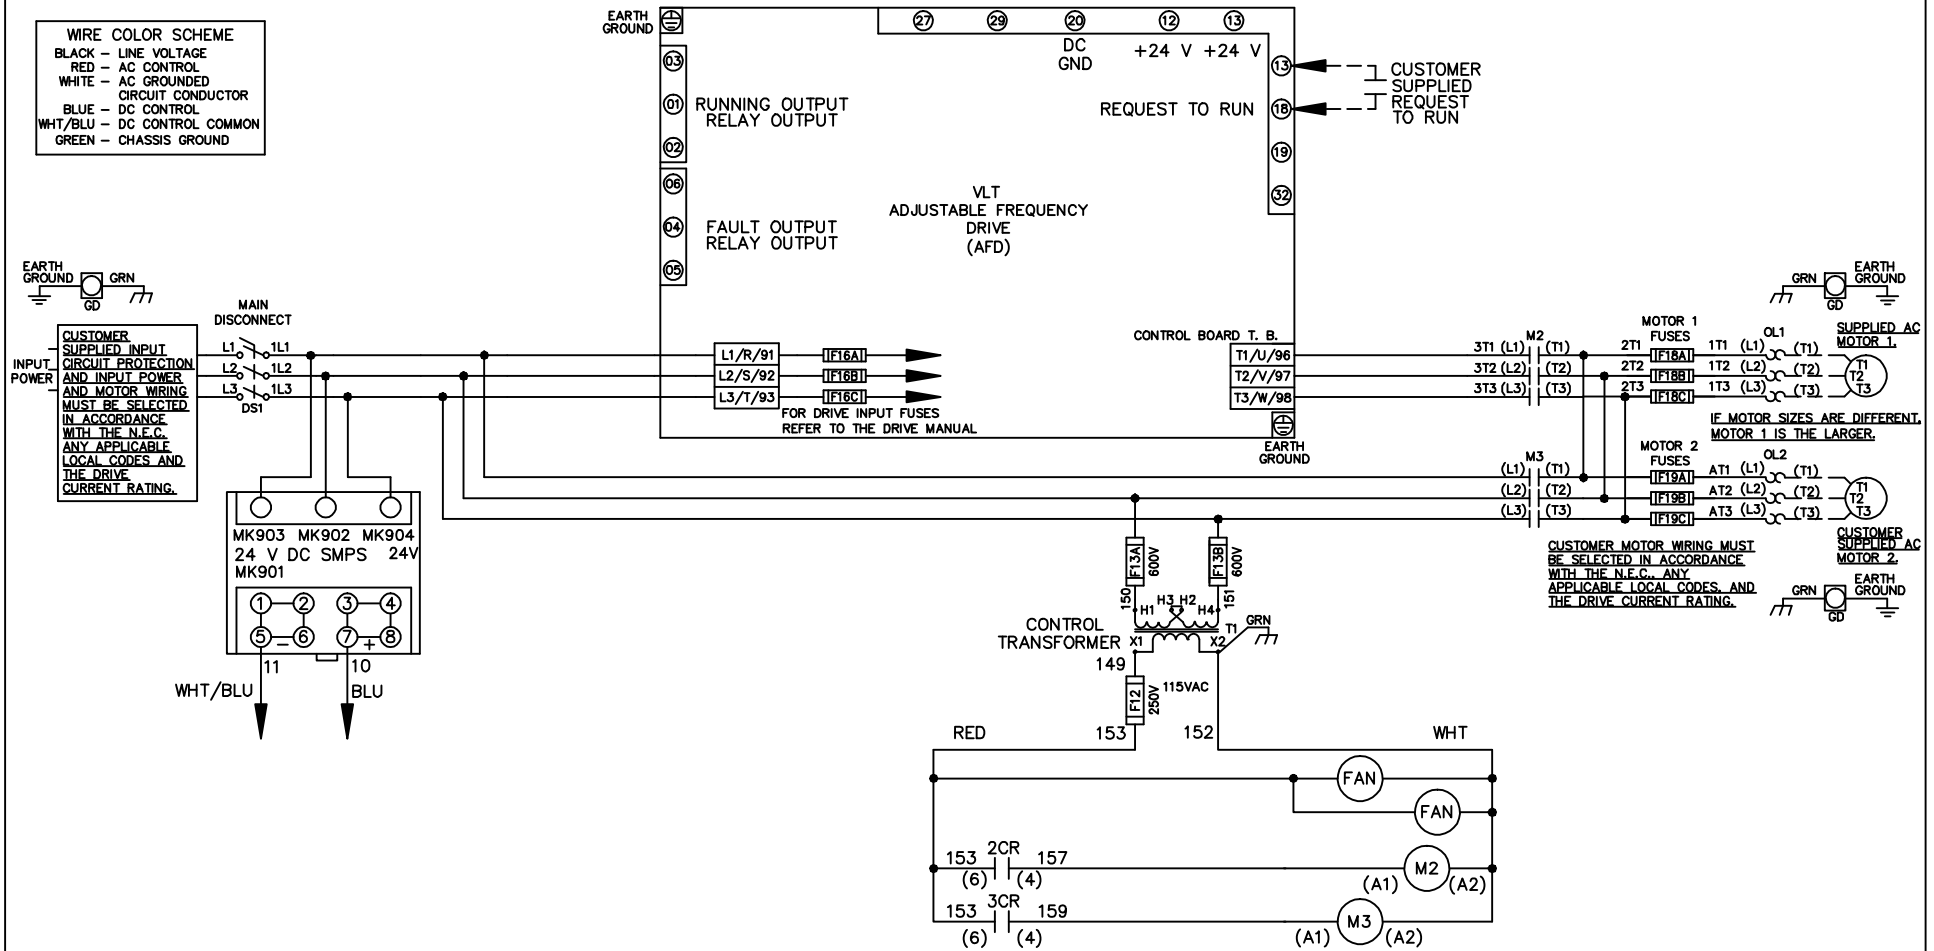 WIRE COLOR SCHEME
BLACK – LINE VOLTAGE
RED – AC CONTROL
WHITE – AC GROUNDED
CIRCUIT CONDUCTOR
BLUE – DC CONTROL
WHT/BLU – DC CONTROL COMMON
GREEN – CHASSIS GROUND
EARTH
GROUND
27 29 20 12 13
DC
GND
+24 V +24 V
03
01
02
RUNNING OUTPUT
RELAY OUTPUT
06
04
05
FAULT OUTPUT
RELAY OUTPUT
REQUEST TO RUN
13
18
19
32
CUSTOMER
SUPPLIED
REQUEST
TO RUN
VLT
ADJUSTABLE FREQUENCY
DRIVE
(AFD)
EARTH
GROUND
GRN
GD
MAIN
DISCONNECT
INPUT
POWER
CUSTOMER
SUPPLIED INPUT
CIRCUIT PROTECTION
AND INPUT POWER
AND MOTOR WIRING
MUST BE SELECTED
IN ACCORDANCE
WITH THE N.E.C.
ANY APPLICABLE
LOCAL CODES AND
THE DRIVE
CURRENT RATING.
L1 1L1
L2 1L2
L3 1L3
DS1
L1/R/91 F16A
L2/S/92 F16B
L3/T/93 F16C
FOR DRIVE INPUT FUSES
REFER TO THE DRIVE MANUAL
CONTROL BOARD T. B.
T1/U/96
T2/V/97
T3/W/98
EARTH
GROUND
M2
3T1 (L1) (T1)
3T2 (L2) (T2)
3T3 (L3) (T3)
MOTOR 1
FUSES
2T1 F18A 1T1 (L1) (T1)
2T2 F18B 1T2 (L2) (T2)
2T3 F18C 1T3 (L3) (T3)
OL1
T1
T2
T3
GRN
GD
EARTH
GROUND
SUPPLIED AC
MOTOR 1.
IF MOTOR SIZES ARE DIFFERENT,
MOTOR 1 IS THE LARGER.
M3
(L1) (T1)
(L2) (T2)
(L3) (T3)
MOTOR 2
FUSES
F19A AT1 (L1) (T1)
F19B AT2 (L2) (T2)
F19C AT3 (L3) (T3)
OL2
T1
T2
T3
CUSTOMER
SUPPLIED AC
MOTOR 2.
CUSTOMER MOTOR WIRING MUST
BE SELECTED IN ACCORDANCE
WITH THE N.E.C., ANY
APPLICABLE LOCAL CODES, AND
THE DRIVE CURRENT RATING.
GRN
GD
EARTH
GROUND
MK903 MK902 MK904
24 V DC SMPS 24V
MK901
1 2 3 4
5 – 6 7 + 8
11 10
WHT/BLU BLU
F13A
600V
F13B
600V
150
151
H1 H3 H2 H4
CONTROL
TRANSFORMER
X1 X2
T1
GRN
149
F12
250V
115VAC
153 152
RED WHT
FAN
FAN
153 2CR 157
(6) (4)
M2
(A1) (A2)
153 3CR 159
(6) (4)
M3
(A1) (A2)